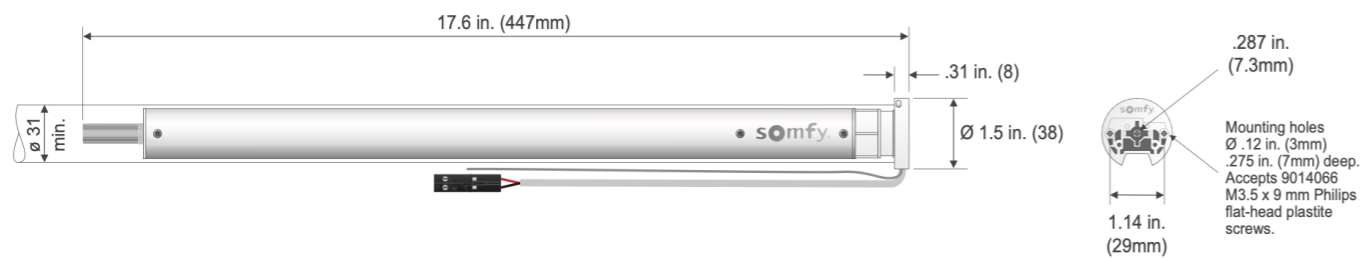 17.6 in. (447mm)
.31 in. (8)
ø 31
min.
somfy.
Ø 1.5 in. (38)
.287 in.
(7.3mm)
somfy.
Mounting holes
Ø .12 in. (3mm)
.275 in. (7mm) deep.
Accepts 9014066
M3.5 x 9 mm Philips
flat-head plastite
screws.
1.14 in.
(29mm)